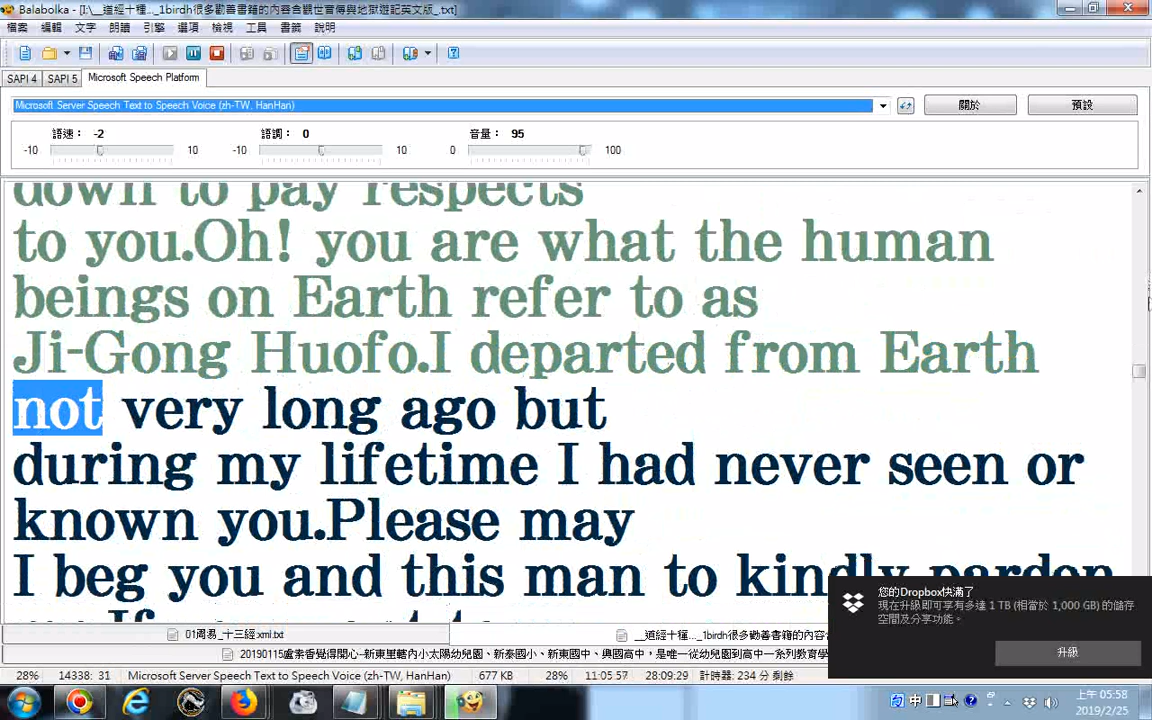 Balabolka - [I:\__道經十種..._1birdh很多勸善書籍的內容含觀世音傳與地獄遊記英文版_.txt]
檔案 編輯 文字 朗讀 引擎 選項 檢視 工具 書籤 說明
SAPI 4 SAPI 5 Microsoft Speech Platform
Microsoft Server Speech Text to Speech Voice (zh-TW, HanHan) 關於 預設
語速： -2 語調： 0 音量： 95
-10 10 -10 10 0 100
down to pay respects
to you.Oh! you are what the human
beings on Earth refer to as
Ji-Gong Huofo.I departed from Earth
not very long ago but
during my lifetime I had never seen or
known you.Please may
I beg you and this man to kindly pardon
您的Dropbox快滿了
現在升級即可享有多達 1 TB (相當於 1,000 GB) 的儲存
空間及分享功能。
升級
01周易_十三經.xml.txt __道經十種..._1birdh很多勸善書籍的內容含
20190115盧素香覺得開心~新東里轄內小太陽幼兒園、新泰國小、新東國中、興國高中，是唯一從幼兒園到高中一系列教育學
28% 14338: 31 Microsoft Server Speech Text to Speech Voice (zh-TW, HanHan) 677 KB 28% 11:05:57 28:09:29 計時器: 234 分 剩餘
中 上午 05:58
2019/2/25